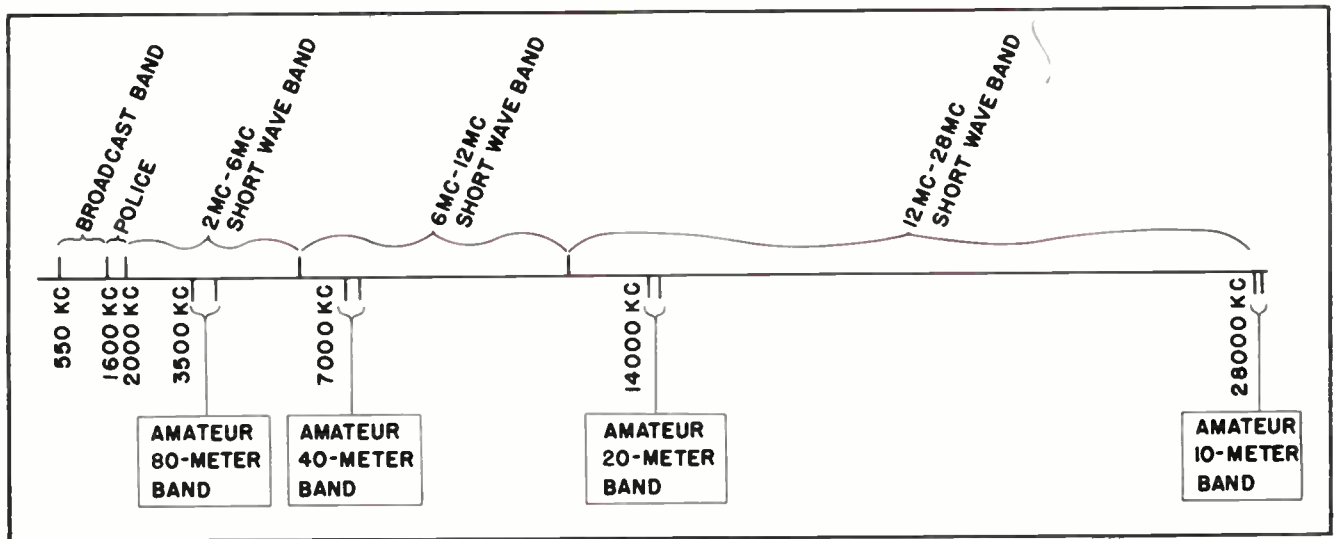 BROADCAST BAND
POLICE
2MC-6MC
SHORT WAVE BAND
6MC-12MC
SHORT WAVE BAND
12MC-28MC
SHORT WAVE BAND
550 KC
1600 KC
2000 KC
3500 KC
7000 KC
14000 KC
28000 KC
AMATEUR
80-METER
BAND
AMATEUR
40-METER
BAND
AMATEUR
20-METER
BAND
AMATEUR
10-METER
BAND